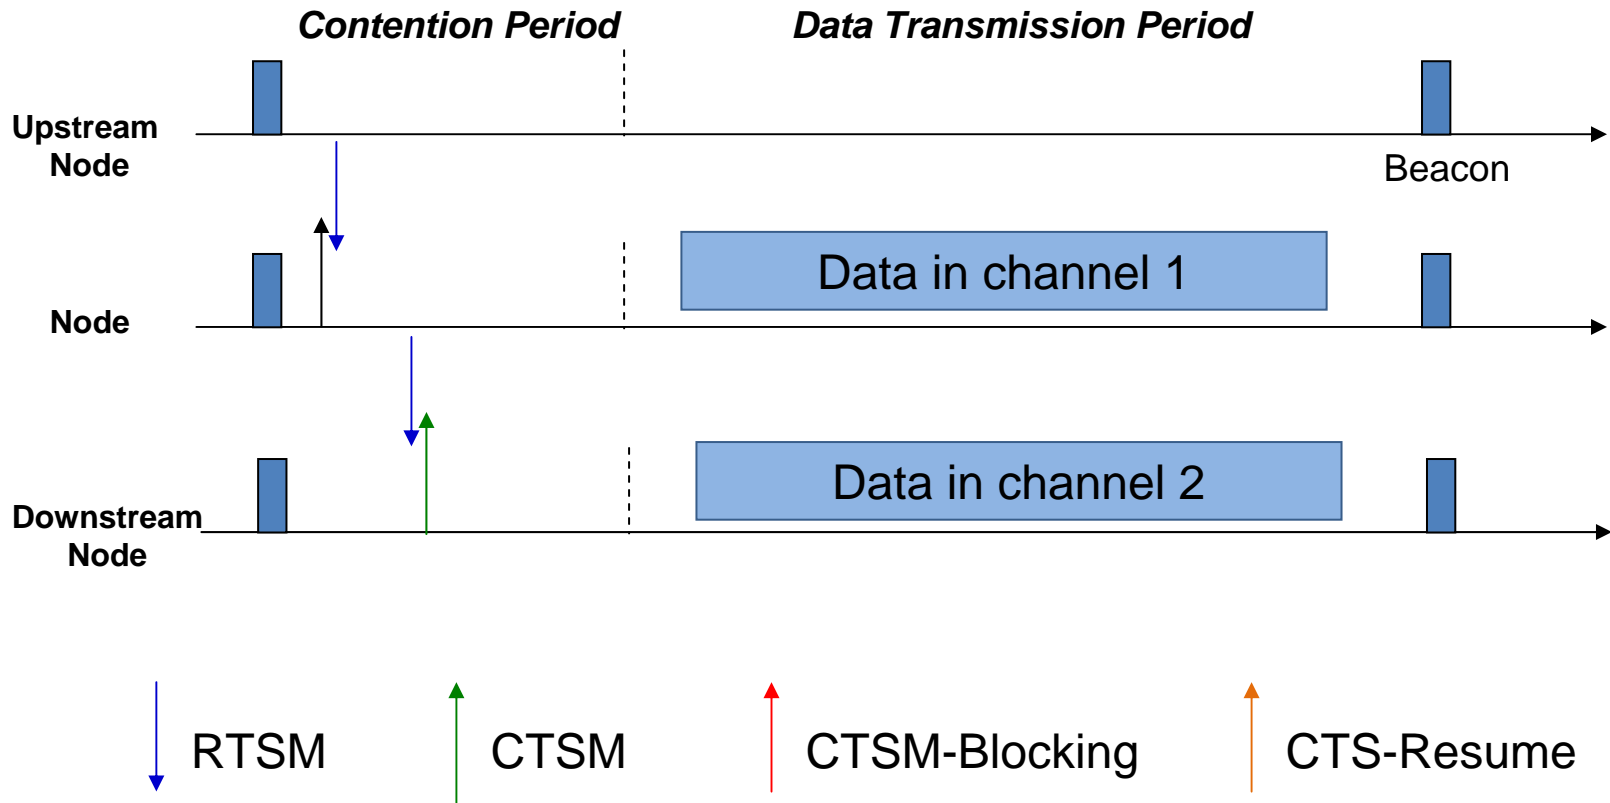 Contention Period
Data Transmission Period
Upstream
Node
Beacon
Data in channel 1
Node
Data in channel 2
Downstream
Node
RTSM
CTSM
CTSM-Blocking
CTS-Resume